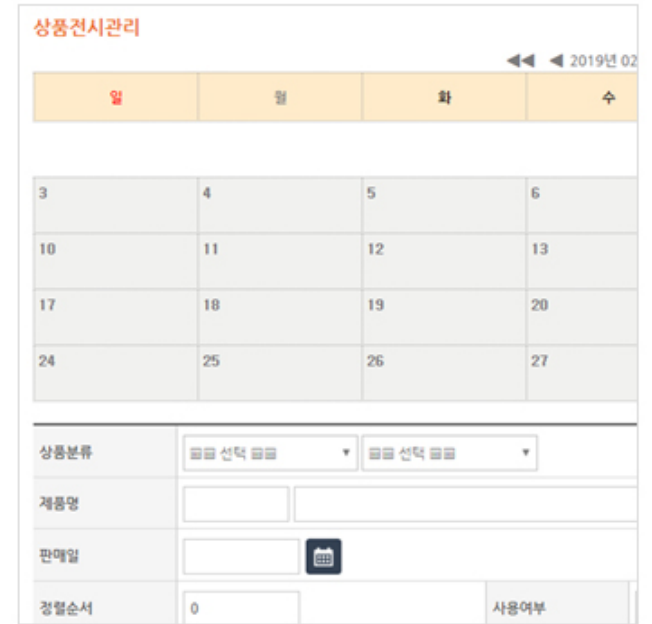 상품전시관리
◀◀ ◀ 2019년 02
일 월 화 수
3 4 5 6
10 11 12 13
17 18 19 20
24 25 26 27
상품분류 ▤▤ 선택 ▤▤ ▼ ▤▤ 선택 ▤▤ ▼
제품명
판매일
정렬순서 0 사용여부